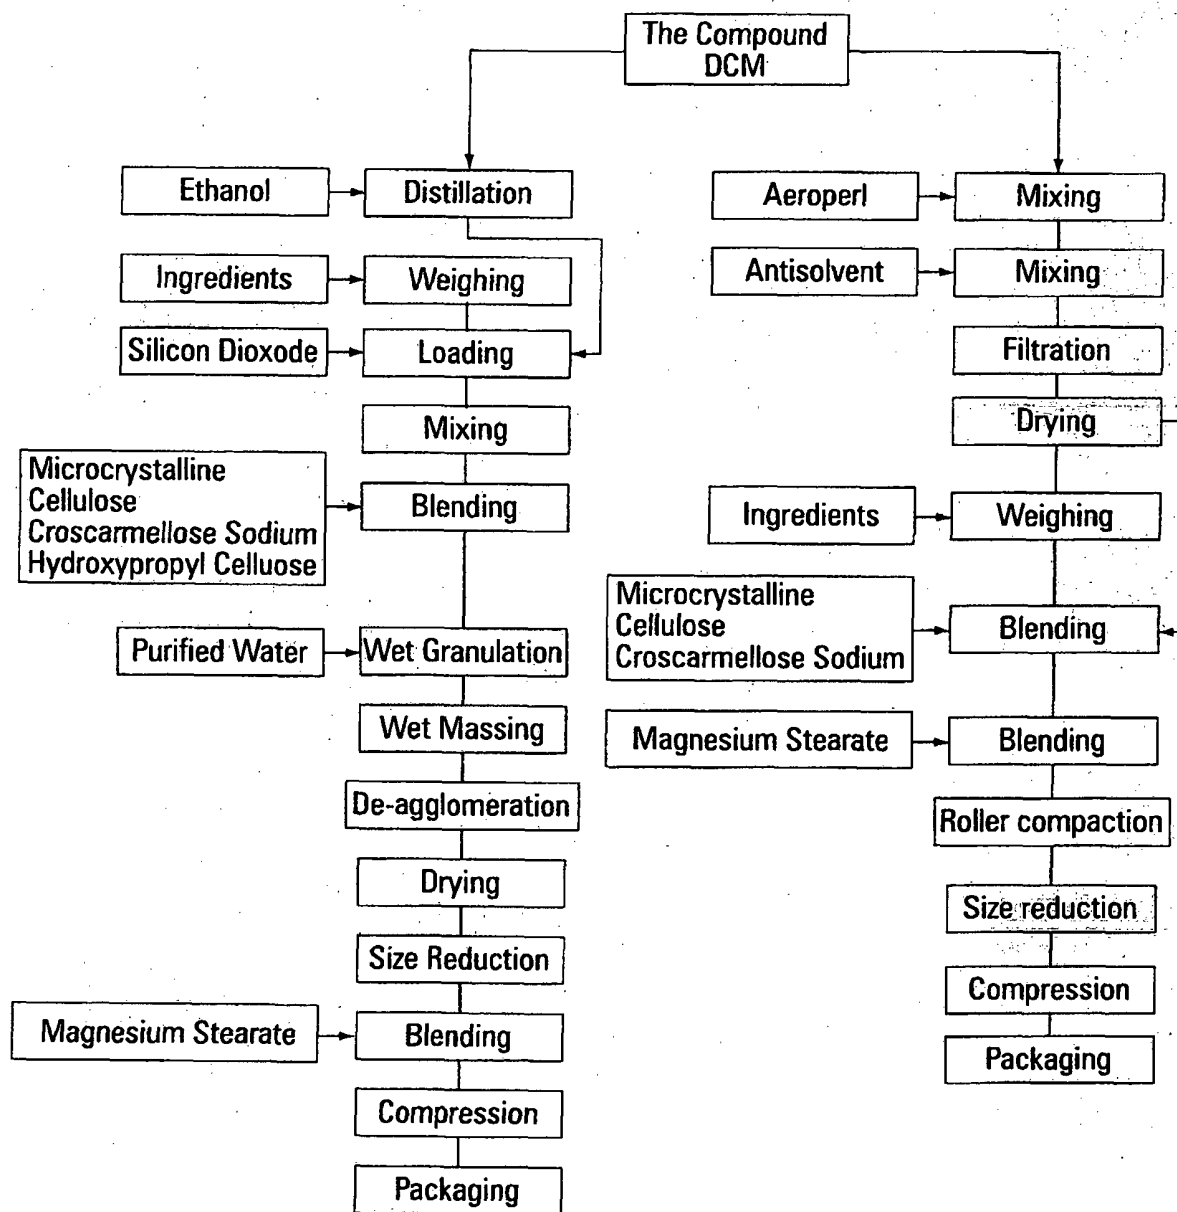 The Compound
DCM
Ethanol
Distillation
Ingredients
Weighing
Silicon Dioxode
Loading
Mixing
Microcrystalline
Cellulose
Croscarmellose Sodium
Hydroxypropyl Celluose
Blending
Purified Water
Wet Granulation
Wet Massing
De-agglomeration
Drying
Size Reduction
Magnesium Stearate
Blending
Compression
Packaging
Aeroperl
Mixing
Antisolvent
Mixing
Filtration
Drying
Ingredients
Weighing
Microcrystalline
Cellulose
Croscarmellose Sodium
Blending
Magnesium Stearate
Blending
Roller compaction
Size reduction
Compression
Packaging